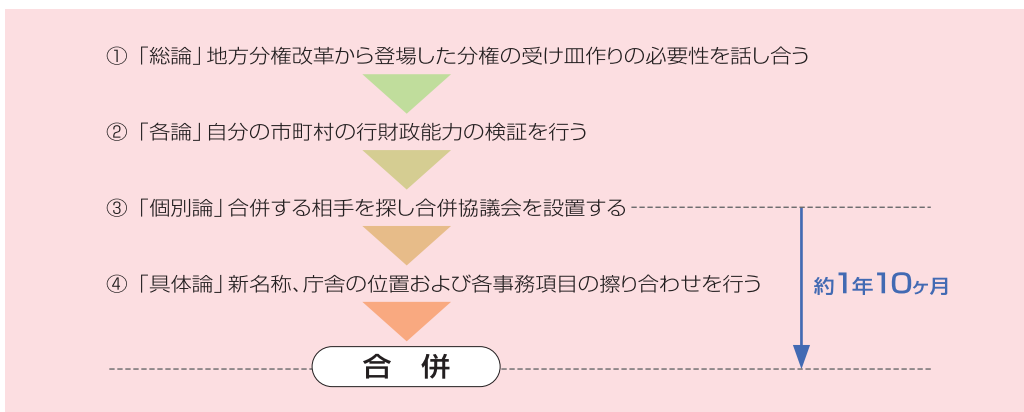 ①「総論」地方分権改革から登場した分権の受け皿作りの必要性を話し合う
②「各論」自分の市町村の行財政能力の検証を行う
③「個別論」合併する相手を探し合併協議会を設置する
④「具体論」新名称、庁舎の位置および各事務項目の擦り合わせを行う
約1年10ヶ月
合　併